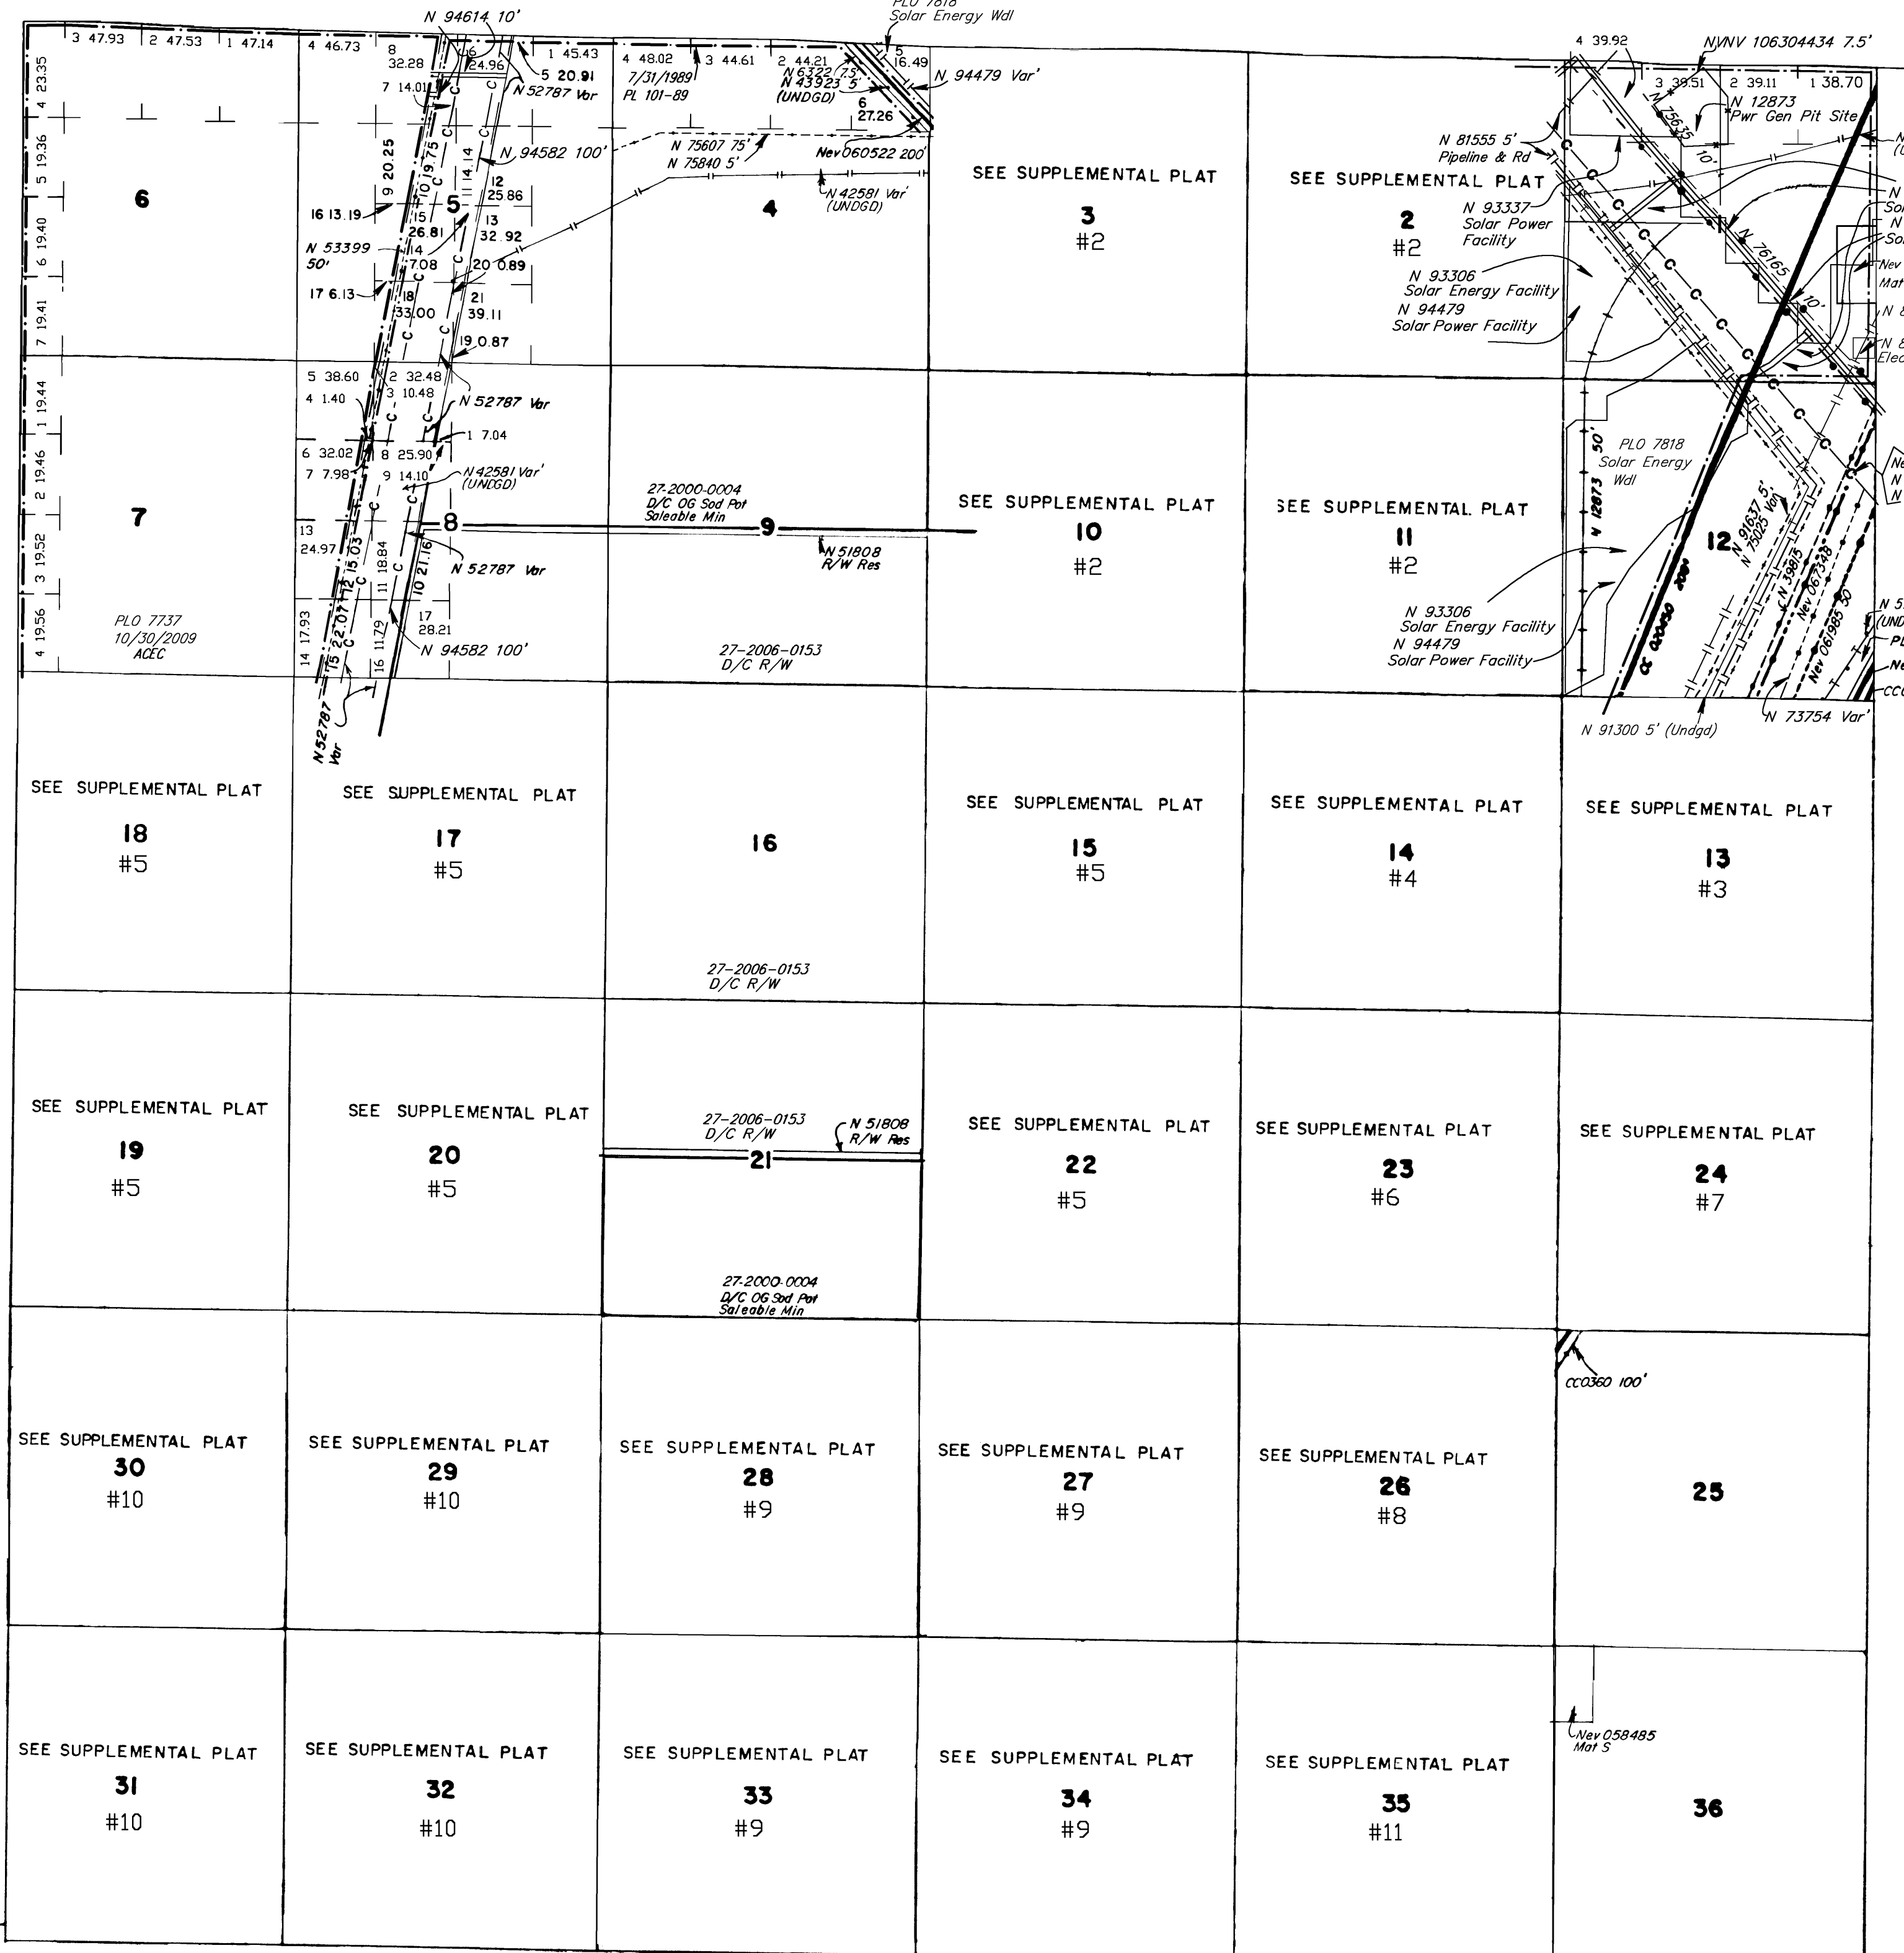 N 94614 10'
PLO 7818
Solar Energy Wdl
3 47.93
2 47.53
1 47.14
4 46.73
8
32.28
6
24.96
5 20.91
1 45.43
4 48.02
3 44.61
2 44.21
5
16.49
7/31/1989
PL 101-89
N 6322 7.5'
N 43923 5'
(UNDGD)
N 94479 Var'
6
27.26
4 39.92
NVNV 106304434 7.5'
3 39.51
2 39.11
1 38.70
N 12873
Pwr Gen Pit Site
N 75635 10'
4 23.35
5 19.36
6 19.40
7 19.41
6
7 14.01
N 52787 Var
9 20.25
10 19.75
14.14
N 94582 100'
12
25.86
16 13.19
15
26.81
5
13
32.92
N 53399
50'
14
7.08
20 0.89
17 6.13
18
33.00
21
39.11
19 0.87
N 75607 75'
N 75840 5'
Nev 060522 200'
N 42581 Var'
(UNDGD)
4
SEE SUPPLEMENTAL PLAT
3
#2
SEE SUPPLEMENTAL PLAT
2
#2
N 81555 5'
Pipeline & Rd
N 93337
Solar Power
Facility
N 93306
Solar Energy Facility
N 94479
Solar Power Facility
N 76165 10'
1 19.44
2 19.46
3 19.52
4 19.56
7
PLO 7737
10/30/2009
ACEC
5 38.60
4 1.40
2 32.48
3 10.48
N 52787 Var
1 7.04
6 32.02
7 7.98
8 25.90
9 14.10
N 42581 Var'
(UNDGD)
8
13
24.97
12 15.03
11 18.84
10 21.16
N 52787 Var
14 17.93
15 22.07
16 11.79
17
28.21
N 94582 100'
N 52787
Var
27-2000-0004
D/C OG Sod Pot
Saleable Min
9
N 51808
R/W Res
27-2006-0153
D/C R/W
SEE SUPPLEMENTAL PLAT
10
#2
SEE SUPPLEMENTAL PLAT
11
#2
N 93306
Solar Energy Facility
N 94479
Solar Power Facility
N 12873 50'
PLO 7818
Solar Energy
Wdl
12
N 91637 5'
N 75025 Var'
N 39815
Nev 067348
Nev 061985 50'
N 91300 5' (Undgd)
N 73754 Var'
SEE SUPPLEMENTAL PLAT
18
#5
SEE SUPPLEMENTAL PLAT
17
#5
16
27-2006-0153
D/C R/W
SEE SUPPLEMENTAL PLAT
15
#5
SEE SUPPLEMENTAL PLAT
14
#4
SEE SUPPLEMENTAL PLAT
13
#3
SEE SUPPLEMENTAL PLAT
19
#5
SEE SUPPLEMENTAL PLAT
20
#5
27-2006-0153
D/C R/W
N 51808
R/W Res
21
27-2000-0004
D/C OG Sod Pot
Saleable Min
SEE SUPPLEMENTAL PLAT
22
#5
SEE SUPPLEMENTAL PLAT
23
#6
SEE SUPPLEMENTAL PLAT
24
#7
SEE SUPPLEMENTAL PLAT
30
#10
SEE SUPPLEMENTAL PLAT
29
#10
SEE SUPPLEMENTAL PLAT
28
#9
SEE SUPPLEMENTAL PLAT
27
#9
SEE SUPPLEMENTAL PLAT
26
#8
CC0360 100'
25
SEE SUPPLEMENTAL PLAT
31
#10
SEE SUPPLEMENTAL PLAT
32
#10
SEE SUPPLEMENTAL PLAT
33
#9
SEE SUPPLEMENTAL PLAT
34
#9
SEE SUPPLEMENTAL PLAT
35
#11
Nev 058485
Mat S
36